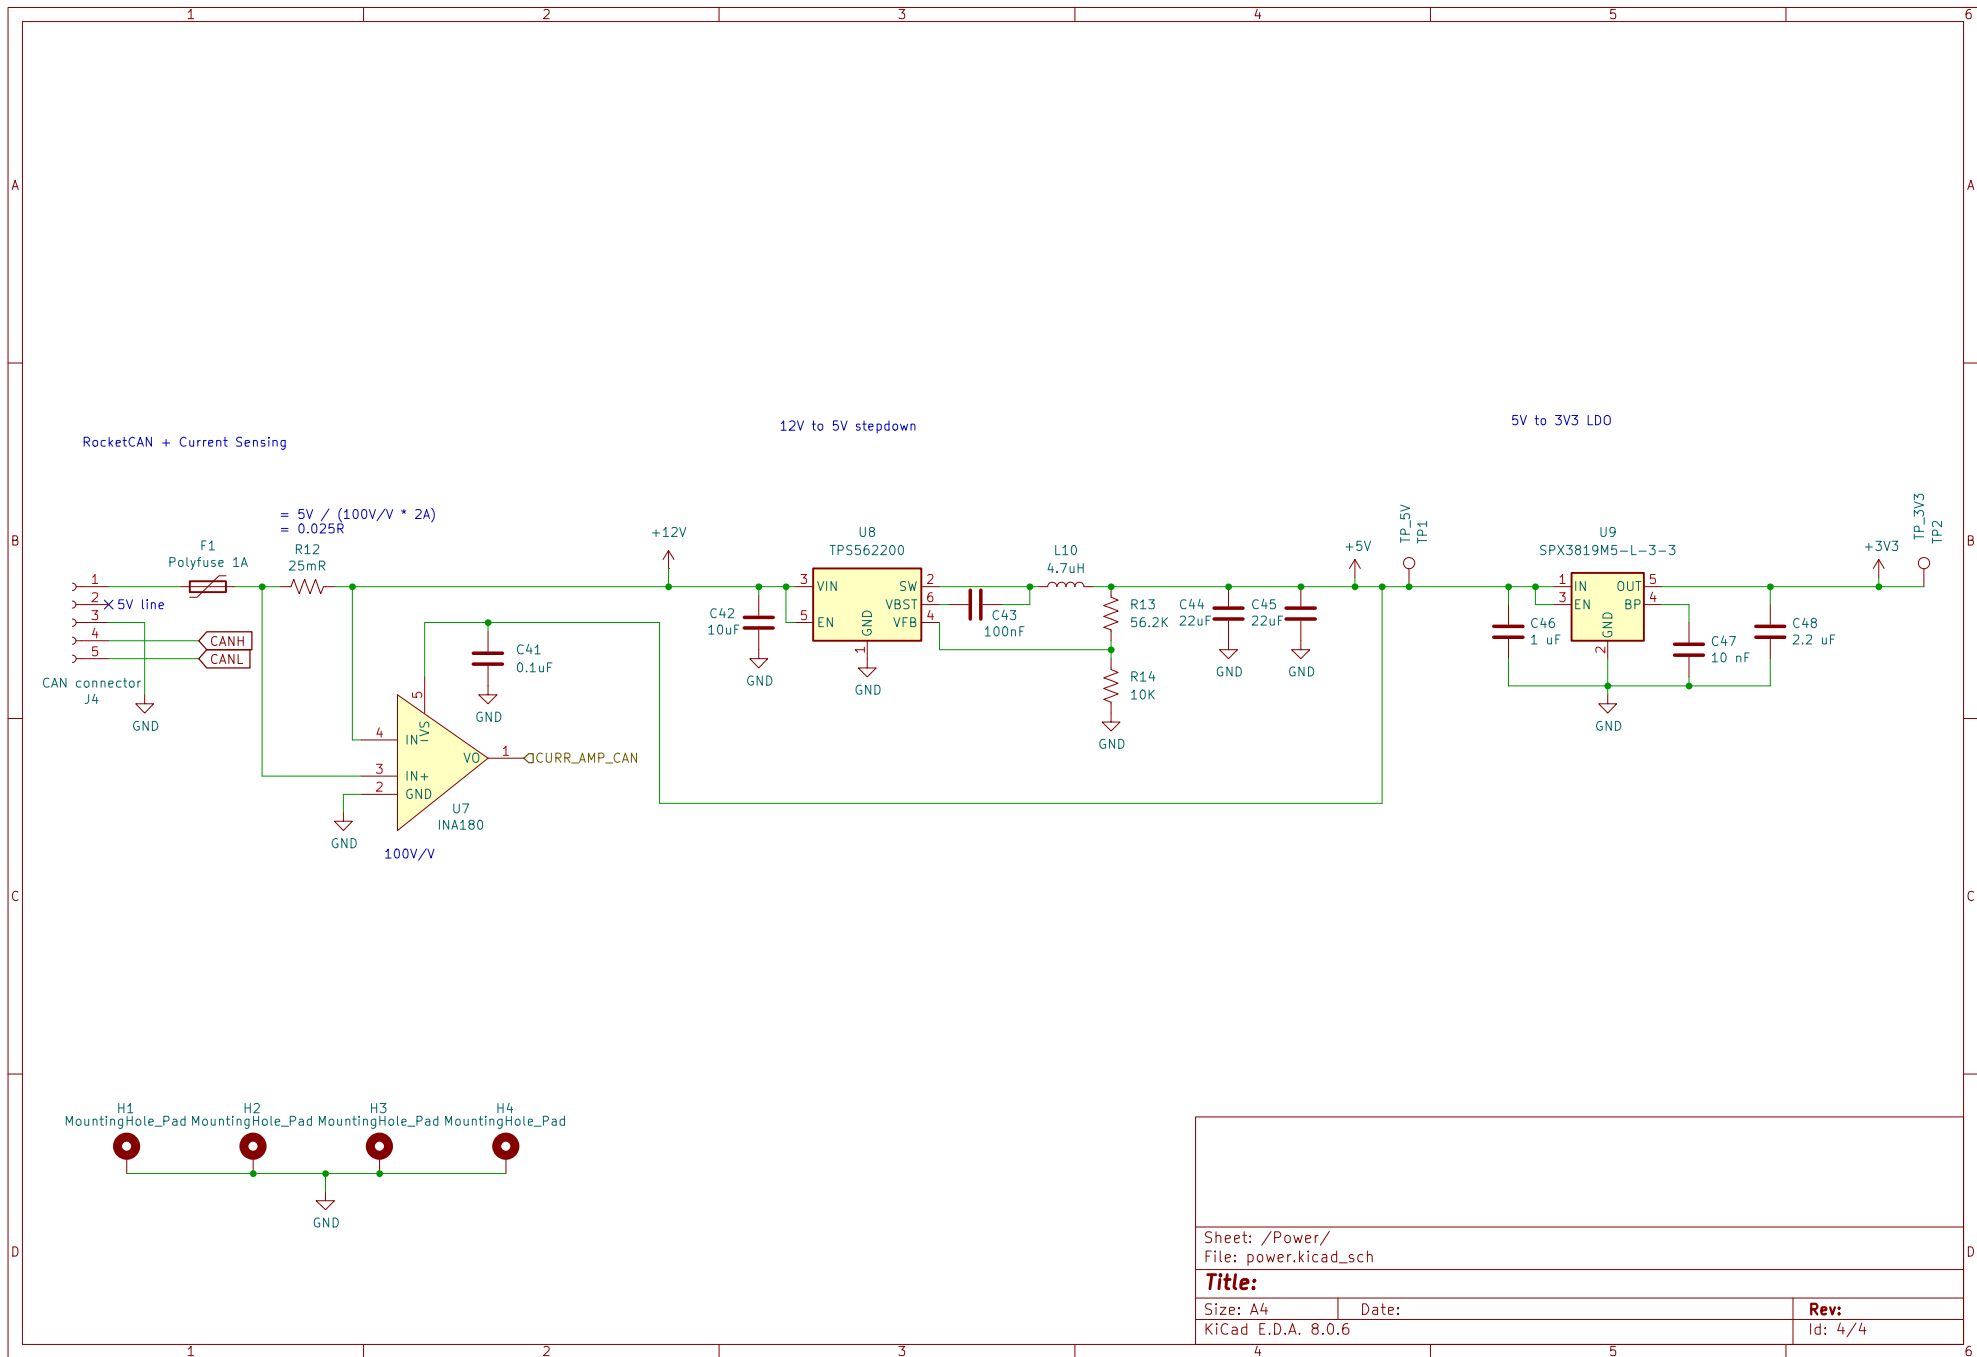 1 2 3 4 5 6
A A
B B
C C
D D
RocketCAN + Current Sensing
12V to 5V stepdown
5V to 3V3 LDO
= 5V / (100V/V * 2A)
= 0.025R
F1
Polyfuse 1A
R12
25mR
1
2
3
4
5
5V line
CANH
CANL
CAN connector
J4
GND
C41
0.1uF
GND
5
VS
4 IN-
3 IN+
2 GND
VO 1
CURR_AMP_CAN
U7
INA180
GND
100V/V
+12V
C42
10uF
GND
U8
TPS562200
3 VIN
5 EN
SW 2
VBST 6
VFB 4
GND
1
GND
C43
100nF
L10
4.7uH
R13
56.2K
R14
10K
GND
C44
22uF
GND
C45
22uF
GND
+5V
TP_5V
TP1
U9
SPX3819M5-L-3-3
1 IN
3 EN
OUT 5
BP 4
GND
2
C46
1 uF
C47
10 nF
C48
2.2 uF
GND
+3V3
TP_3V3
TP2
H1
MountingHole_Pad
H2
MountingHole_Pad
H3
MountingHole_Pad
H4
MountingHole_Pad
GND
Sheet: /Power/
File: power.kicad_sch
Title:
Size: A4 Date: Rev:
KiCad E.D.A. 8.0.6 Id: 4/4
1 2 3 4 5 6